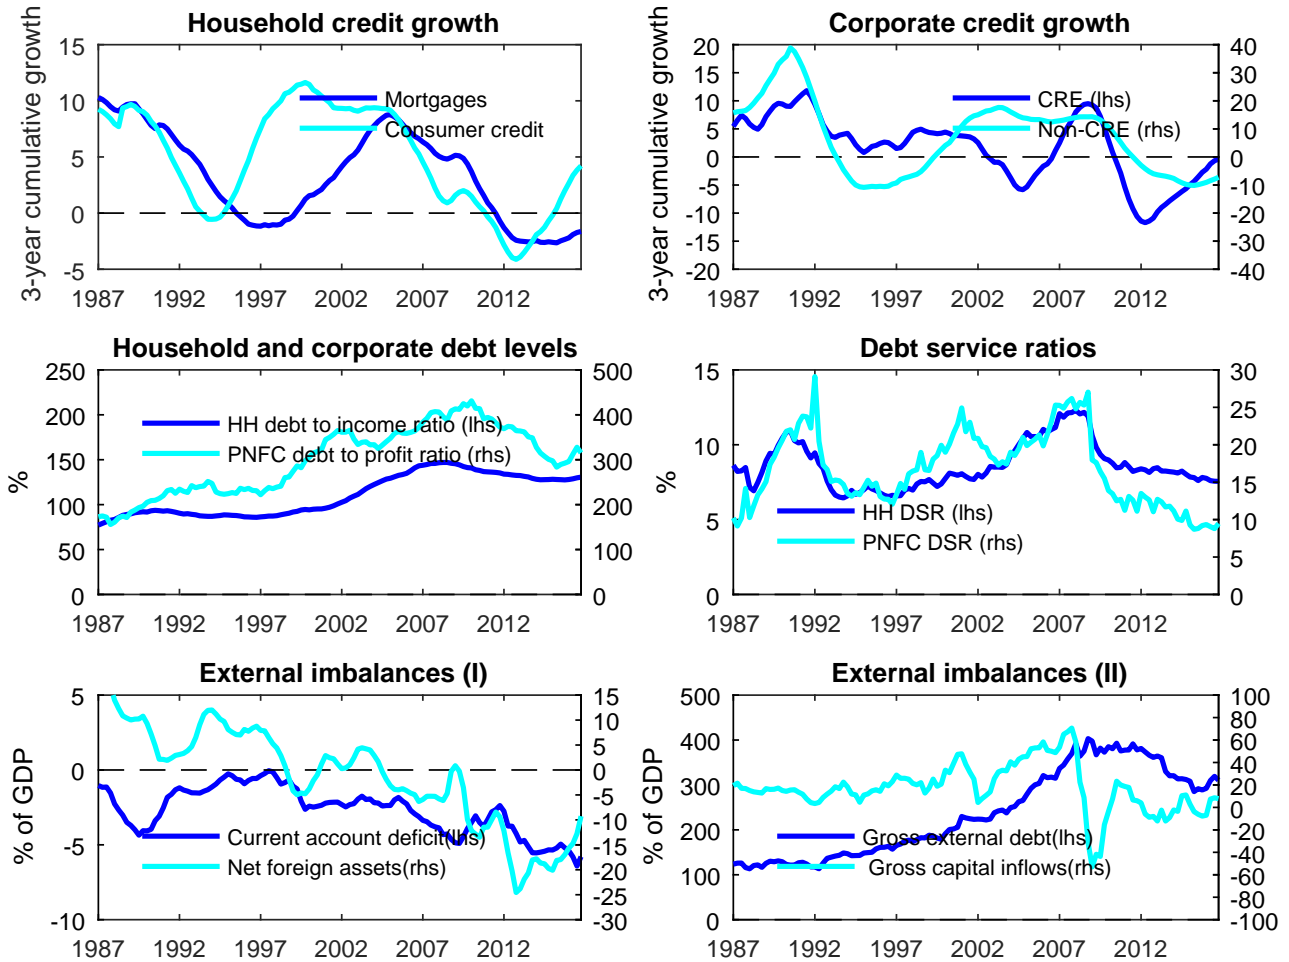 Household credit growth
3-year cumulative growth
15
10
5
0
-5
Mortgages
Consumer credit
1987 1992 1997 2002 2007 2012
Corporate credit growth
3-year cumulative growth
20
15
10
5
0
-5
-10
-15
-20
CRE (lhs)
Non-CRE (rhs)
40
30
20
10
0
-10
-20
-30
-40
1987 1992 1997 2002 2007 2012
Household and corporate debt levels
%
250
200
150
100
50
0
HH debt to income ratio (lhs)
PNFC debt to profit ratio (rhs)
500
400
300
200
100
0
1987 1992 1997 2002 2007 2012
Debt service ratios
%
15
10
5
0
HH DSR (lhs)
PNFC DSR (rhs)
30
25
20
15
10
5
0
1987 1992 1997 2002 2007 2012
External imbalances (I)
% of GDP
5
0
-5
-10
Current account deficit(lhs)
Net foreign assets(rhs)
15
10
5
0
-5
-10
-15
-20
-25
-30
1987 1992 1997 2002 2007 2012
External imbalances (II)
% of GDP
500
400
300
200
100
0
Gross external debt(lhs)
Gross capital inflows(rhs)
100
80
60
40
20
0
-20
-40
-60
-80
-100
1987 1992 1997 2002 2007 2012